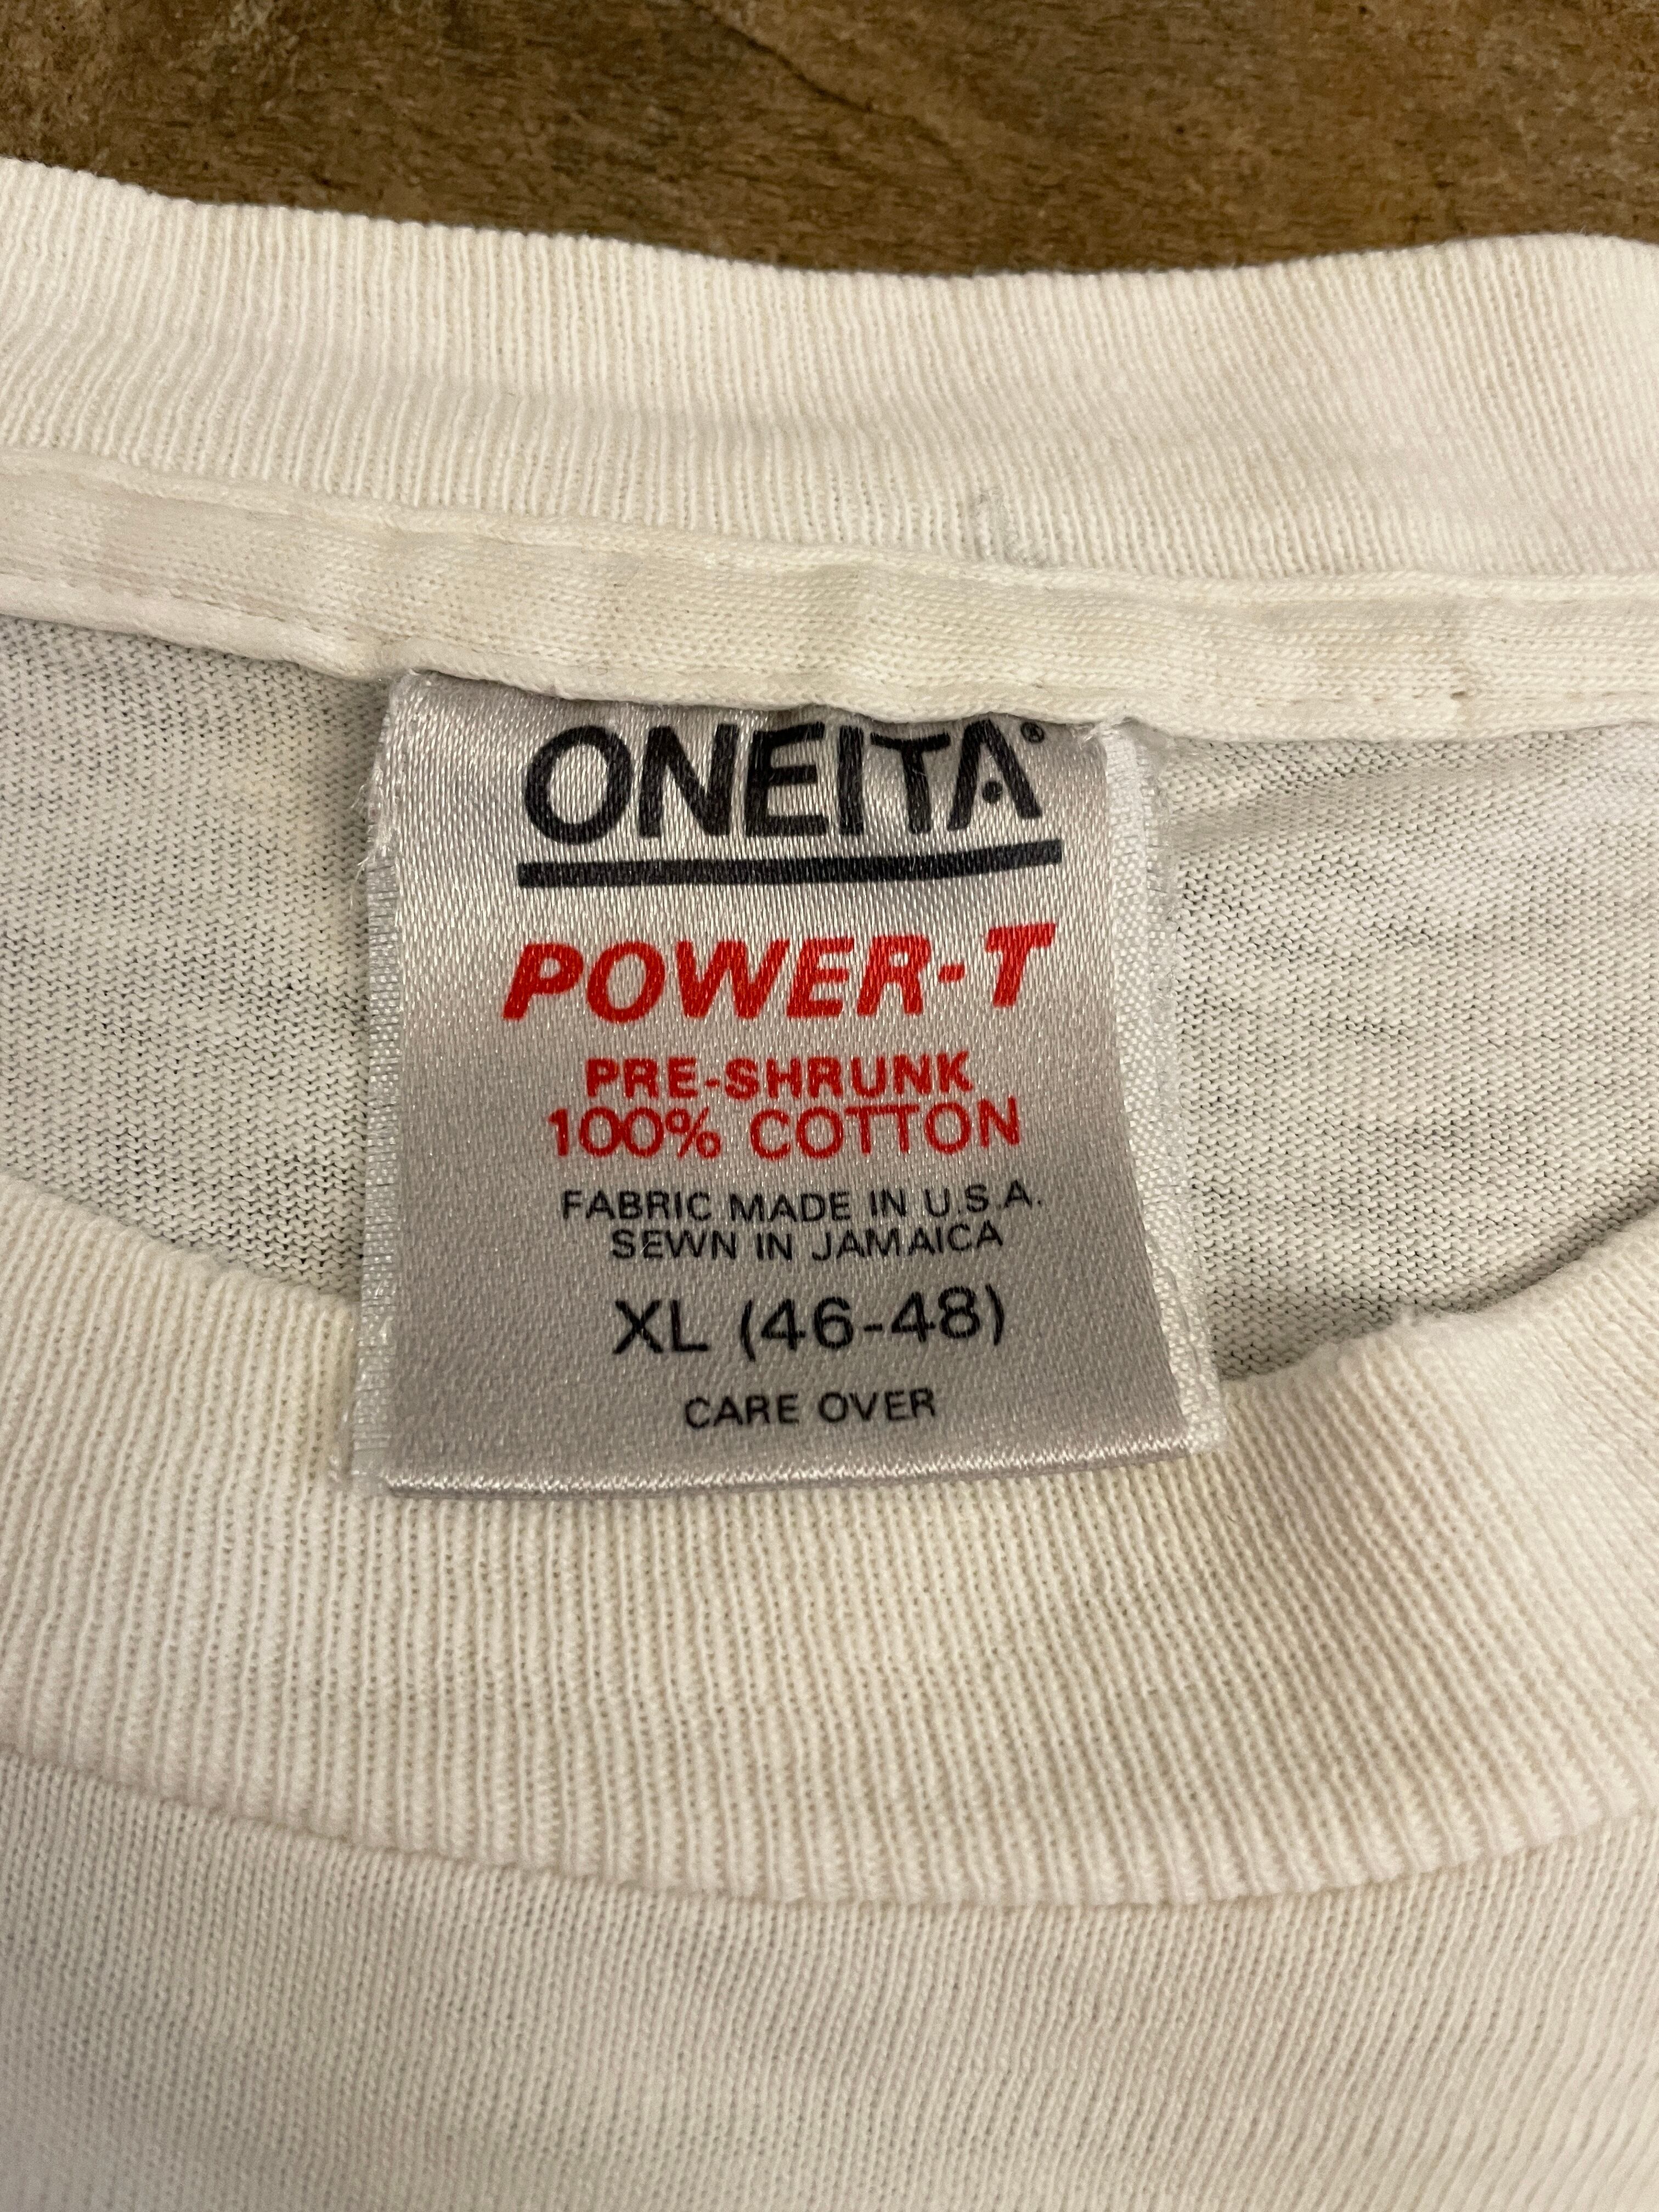 ONEITA®
POWER-T
PRE-SHRUNK
100% COTTON
FABRIC MADE IN U.S.A.
SEWN IN JAMAICA
XL (46-48)
CARE OVER